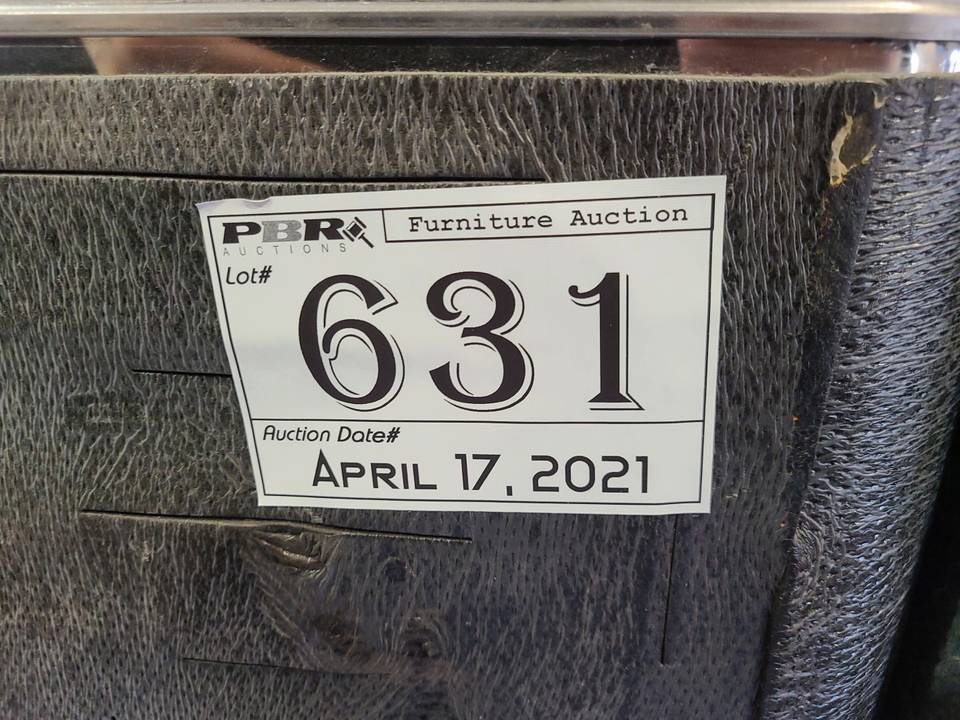 PBR
AUCTIONS
Furniture Auction
Lot#
631
Auction Date#
APRIL 17, 2021